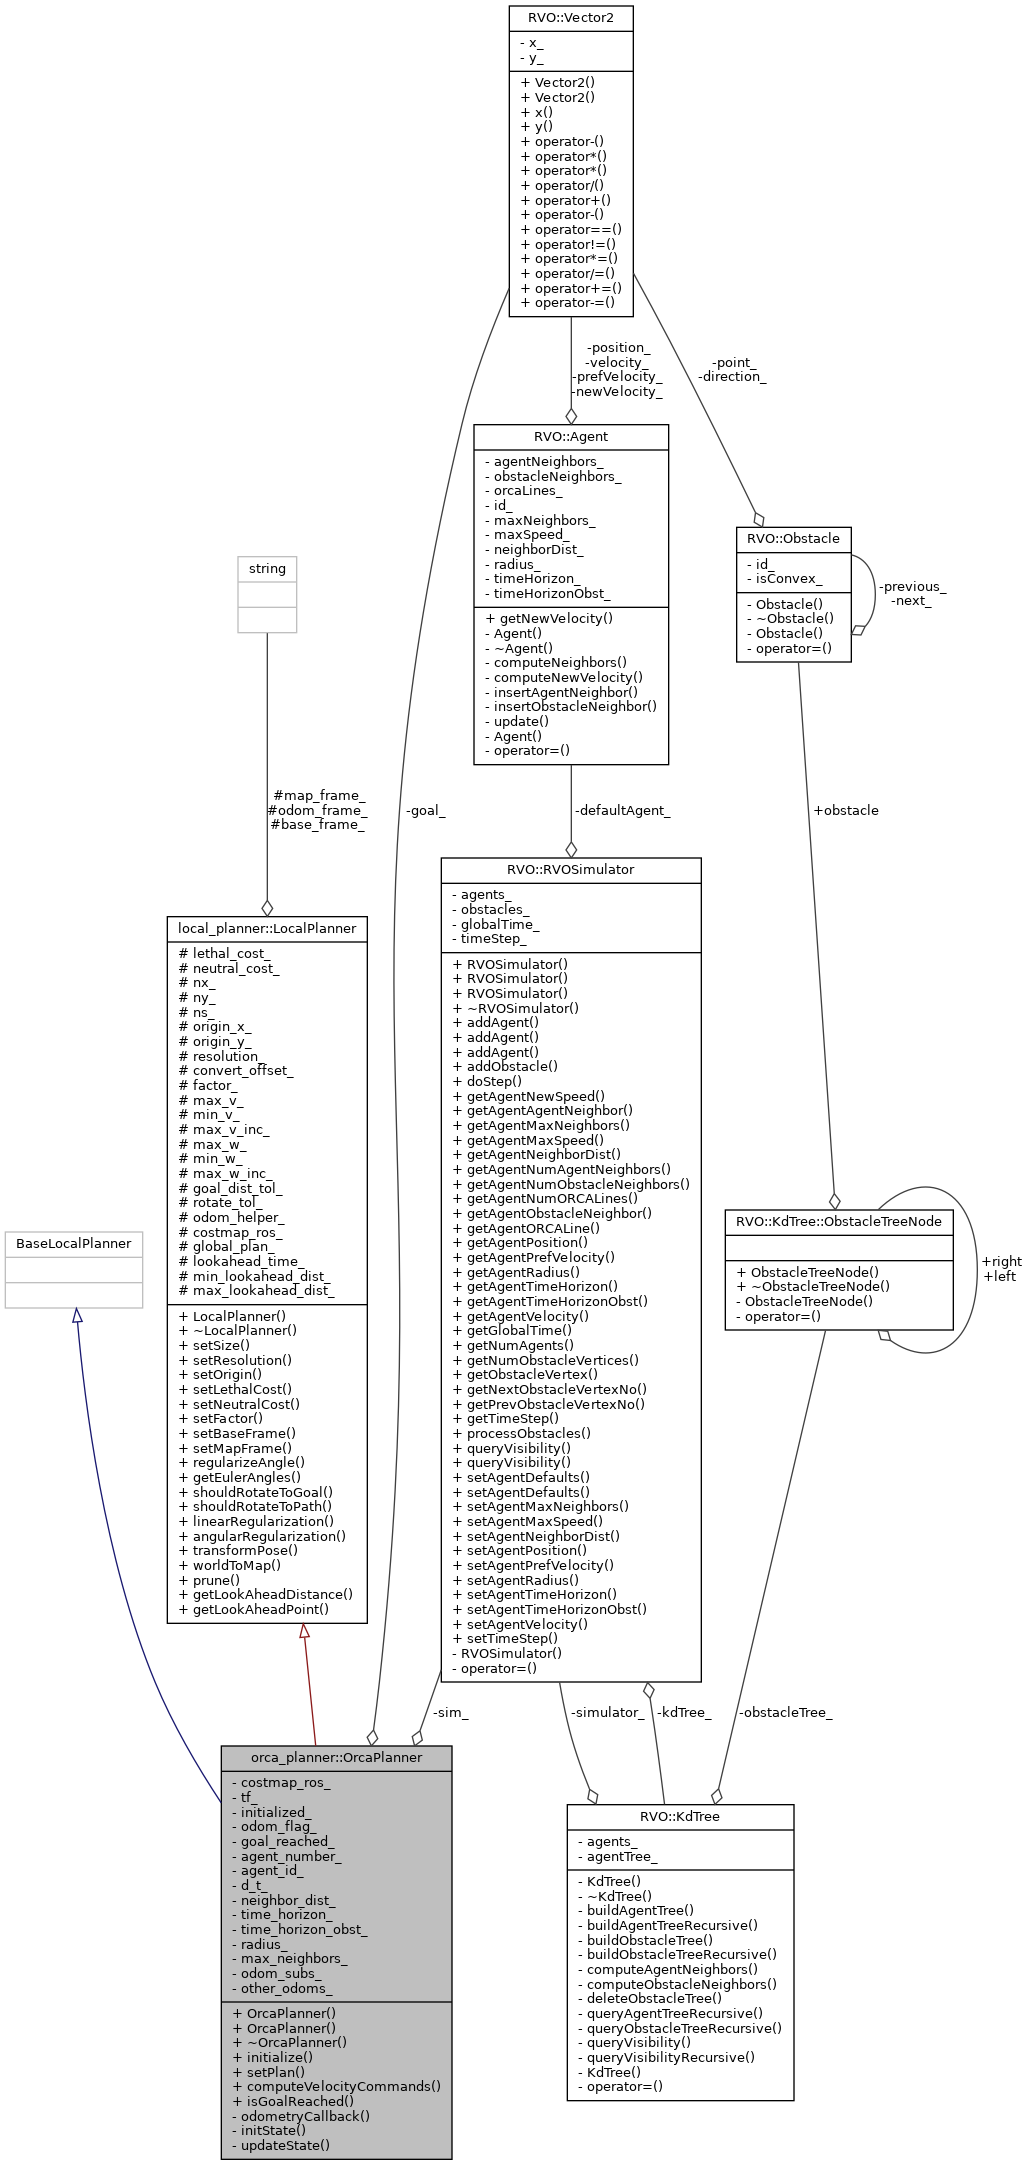 RVO::Vector2
- x_
- y_
+ Vector2()
+ Vector2()
+ x()
+ y()
+ operator-()
+ operator*()
+ operator*()
+ operator/()
+ operator+()
+ operator-()
+ operator==()
+ operator!=()
+ operator*=()
+ operator/=()
+ operator+=()
+ operator-=()
-position_
-velocity_
-prefVelocity_
-newVelocity_
-point_
-direction_
RVO::Agent
- agentNeighbors_
- obstacleNeighbors_
- orcaLines_
- id_
- maxNeighbors_
- maxSpeed_
- neighborDist_
- radius_
- timeHorizon_
- timeHorizonObst_
+ getNewVelocity()
- Agent()
- ~Agent()
- computeNeighbors()
- computeNewVelocity()
- insertAgentNeighbor()
- insertObstacleNeighbor()
- update()
- Agent()
- operator=()
RVO::Obstacle
- id_
- isConvex_
- Obstacle()
- ~Obstacle()
- Obstacle()
- operator=()
-previous_
-next_
string
#map_frame_
#odom_frame_
#base_frame_
-goal_
-defaultAgent_
+obstacle
local_planner::LocalPlanner
# lethal_cost_
# neutral_cost_
# nx_
# ny_
# ns_
# origin_x_
# origin_y_
# resolution_
# convert_offset_
# factor_
# max_v_
# min_v_
# max_v_inc_
# max_w_
# min_w_
# max_w_inc_
# goal_dist_tol_
# rotate_tol_
# odom_helper_
# costmap_ros_
# global_plan_
# lookahead_time_
# min_lookahead_dist_
# max_lookahead_dist_
+ LocalPlanner()
+ ~LocalPlanner()
+ setSize()
+ setResolution()
+ setOrigin()
+ setLethalCost()
+ setNeutralCost()
+ setFactor()
+ setBaseFrame()
+ setMapFrame()
+ regularizeAngle()
+ getEulerAngles()
+ shouldRotateToGoal()
+ shouldRotateToPath()
+ linearRegularization()
+ angularRegularization()
+ transformPose()
+ worldToMap()
+ prune()
+ getLookAheadDistance()
+ getLookAheadPoint()
RVO::RVOSimulator
- agents_
- obstacles_
- globalTime_
- timeStep_
+ RVOSimulator()
+ RVOSimulator()
+ RVOSimulator()
+ ~RVOSimulator()
+ addAgent()
+ addAgent()
+ addAgent()
+ addObstacle()
+ doStep()
+ getAgentNewSpeed()
+ getAgentAgentNeighbor()
+ getAgentMaxNeighbors()
+ getAgentMaxSpeed()
+ getAgentNeighborDist()
+ getAgentNumAgentNeighbors()
+ getAgentNumObstacleNeighbors()
+ getAgentNumORCALines()
+ getAgentObstacleNeighbor()
+ getAgentORCALine()
+ getAgentPosition()
+ getAgentPrefVelocity()
+ getAgentRadius()
+ getAgentTimeHorizon()
+ getAgentTimeHorizonObst()
+ getAgentVelocity()
+ getGlobalTime()
+ getNumAgents()
+ getNumObstacleVertices()
+ getObstacleVertex()
+ getNextObstacleVertexNo()
+ getPrevObstacleVertexNo()
+ getTimeStep()
+ processObstacles()
+ queryVisibility()
+ queryVisibility()
+ setAgentDefaults()
+ setAgentDefaults()
+ setAgentMaxNeighbors()
+ setAgentMaxSpeed()
+ setAgentNeighborDist()
+ setAgentPosition()
+ setAgentPrefVelocity()
+ setAgentRadius()
+ setAgentTimeHorizon()
+ setAgentTimeHorizonObst()
+ setAgentVelocity()
+ setTimeStep()
- RVOSimulator()
- operator=()
RVO::KdTree::ObstacleTreeNode
+ ObstacleTreeNode()
+ ~ObstacleTreeNode()
- ObstacleTreeNode()
- operator=()
+right
+left
BaseLocalPlanner
-sim_
-simulator_
-kdTree_
-obstacleTree_
orca_planner::OrcaPlanner
- costmap_ros_
- tf_
- initialized_
- odom_flag_
- goal_reached_
- agent_number_
- agent_id_
- d_t_
- neighbor_dist_
- time_horizon_
- time_horizon_obst_
- radius_
- max_neighbors_
- odom_subs_
- other_odoms_
+ OrcaPlanner()
+ OrcaPlanner()
+ ~OrcaPlanner()
+ initialize()
+ setPlan()
+ computeVelocityCommands()
+ isGoalReached()
- odometryCallback()
- initState()
- updateState()
RVO::KdTree
- agents_
- agentTree_
- KdTree()
- ~KdTree()
- buildAgentTree()
- buildAgentTreeRecursive()
- buildObstacleTree()
- buildObstacleTreeRecursive()
- computeAgentNeighbors()
- computeObstacleNeighbors()
- deleteObstacleTree()
- queryAgentTreeRecursive()
- queryObstacleTreeRecursive()
- queryVisibility()
- queryVisibilityRecursive()
- KdTree()
- operator=()